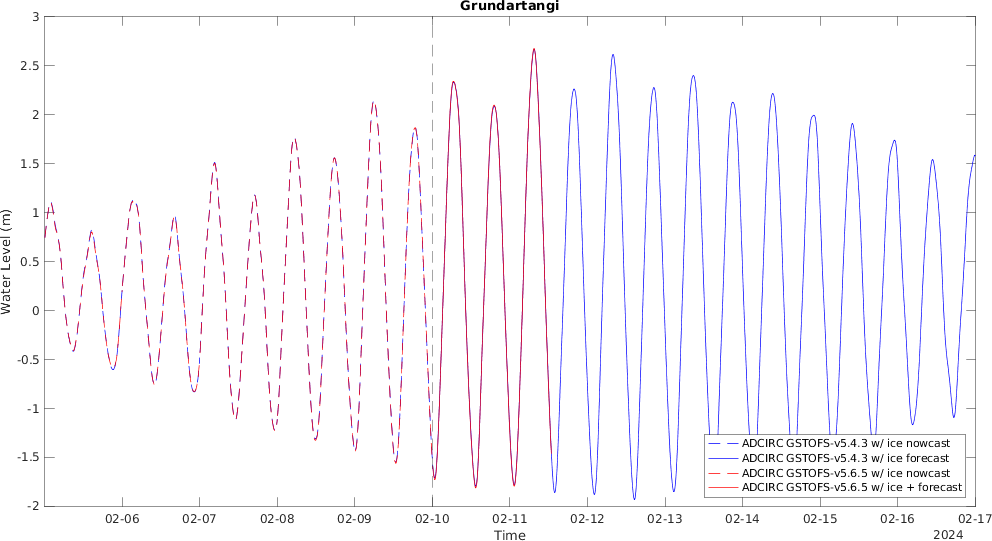 Grundartangi
3
2.5
2
1.5
1
0.5
0
-0.5
-1
-1.5
-2
Water Level (m)
02-06 02-07 02-08 02-09 02-10 02-11 02-12 02-13 02-14 02-15 02-16 02-17
Time
2024
ADCIRC GSTOFS-v5.4.3 w/ ice nowcast
ADCIRC GSTOFS-v5.4.3 w/ ice forecast
ADCIRC GSTOFS-v5.6.5 w/ ice nowcast
ADCIRC GSTOFS-v5.6.5 w/ ice + forecast